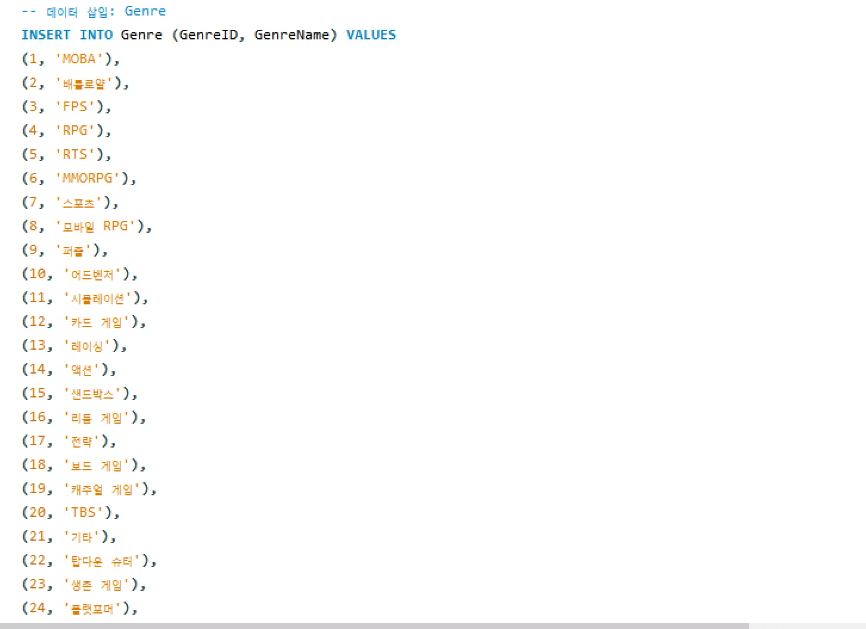 -- 데이터 삽입: Genre
INSERT INTO Genre (GenreID, GenreName) VALUES
(1, 'MOBA'),
(2, '배틀로얄'),
(3, 'FPS'),
(4, 'RPG'),
(5, 'RTS'),
(6, 'MMORPG'),
(7, '스포츠'),
(8, '모바일 RPG'),
(9, '퍼즐'),
(10, '어드벤처'),
(11, '시뮬레이션'),
(12, '카드 게임'),
(13, '레이싱'),
(14, '액션'),
(15, '샌드박스'),
(16, '리듬 게임'),
(17, '전략'),
(18, '보드 게임'),
(19, '캐주얼 게임'),
(20, 'TBS'),
(21, '기타'),
(22, '탑다운 슈터'),
(23, '생존 게임'),
(24, '플랫포머'),